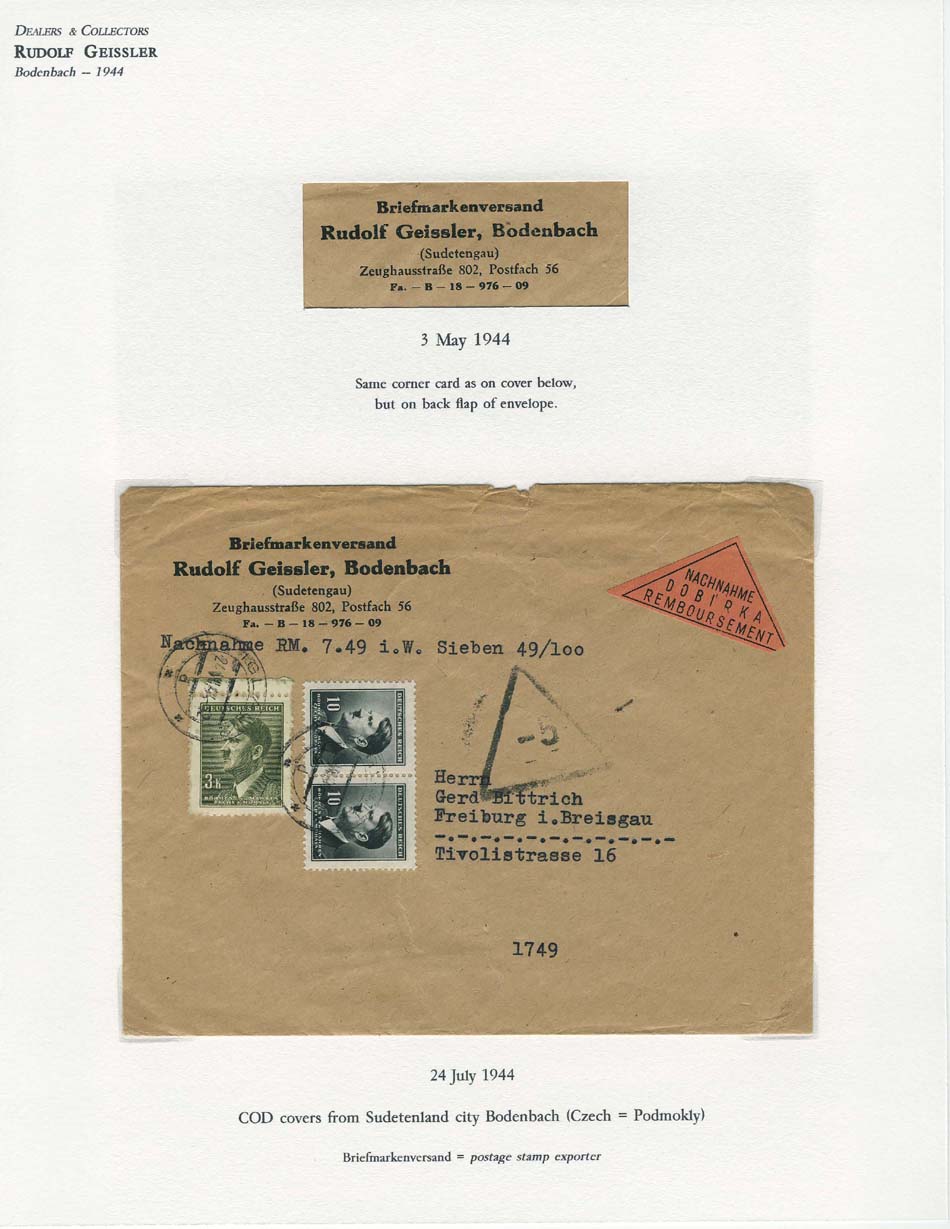 DEALERS & COLLECTORS
RUDOLF GEISSLER
Bodenbach – 1944
Briefmarkenversand
Rudolf Geissler, Bodenbach
(Sudetengau)
Zeughausstraße 802, Postfach 56
Fa. — B — 18 — 976 — 09
3 May 1944
Same corner card as on cover below,
but on back flap of envelope.
Briefmarkenversand
Rudolf Geissler, Bodenbach
(Sudetengau)
Zeughausstraße 802, Postfach 56
Fa. — B — 18 — 976 — 09
NACHNAHME
DOBÍRKA
REMBOURSEMENT
Nachnahme RM. 7.49 i.W. Sieben 49/100
DEUTSCHES REICH
3K
DEUTSCHES REICH
10
DEUTSCHES REICH
10
Herrn
Gerd Bittrich
Freiburg i.Breisgau
-.-.-.-.-.-.-.-.-.-.-
Tivolistrasse 16
1749
24 July 1944
COD covers from Sudetenland city Bodenbach (Czech = Podmokly)
Briefmarkenversand = postage stamp exporter